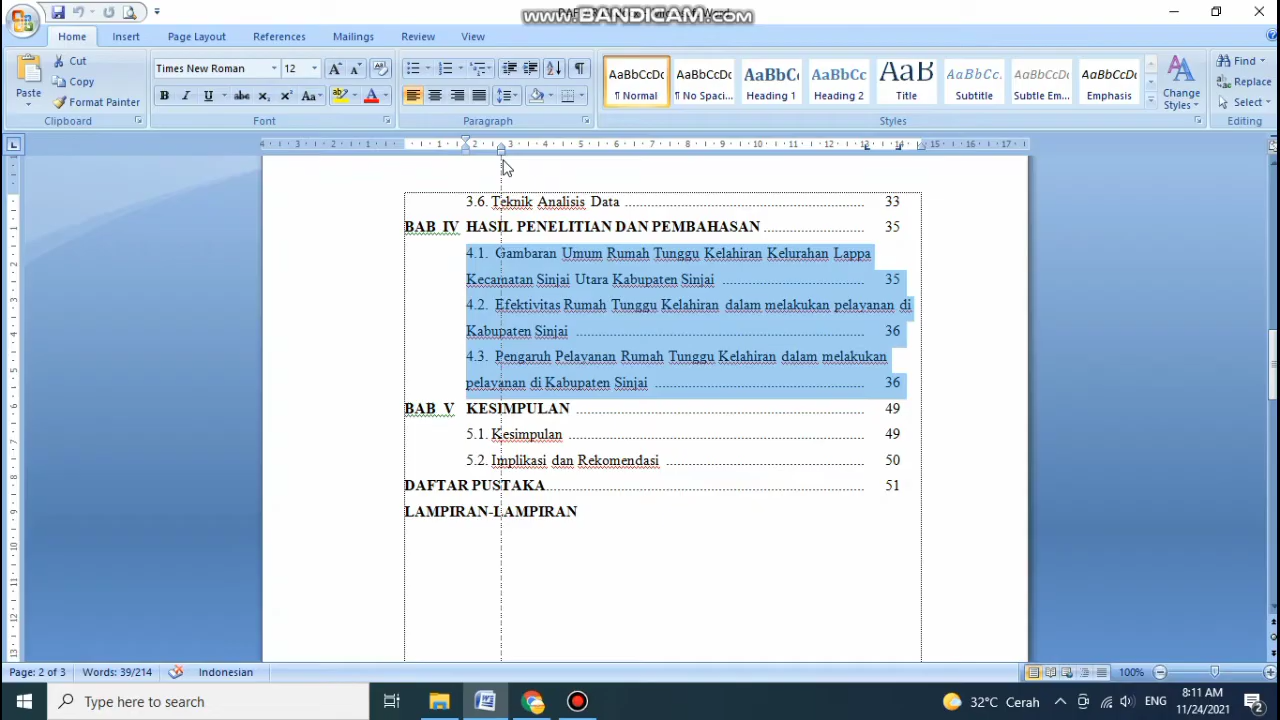 www.BANDICAM.com
Home Insert Page Layout References Mailings Review View
Paste
Cut
Copy
Format Painter
Clipboard
Times New Roman 12
B I U abc x₂ x² Aa
Font
Paragraph
AaBbCcDc AaBbCcDc AaBbCc AaBbCc AaB AaBbCc. AaBbCcDc AaBbCcDc
¶ Normal ¶ No Spaci... Heading 1 Heading 2 Title Subtitle Subtle Em... Emphasis
Change Styles
Styles
Find
Replace
Select
Editing
3.6. Teknik Analisis Data 33
BAB IV HASIL PENELITIAN DAN PEMBAHASAN 35
4.1. Gambaran Umum Rumah Tunggu Kelahiran Kelurahan Lappa
Kecamatan Sinjai Utara Kabupaten Sinjai 35
4.2. Efektivitas Rumah Tunggu Kelahiran dalam melakukan pelayanan di
Kabupaten Sinjai 36
4.3. Pengaruh Pelayanan Rumah Tunggu Kelahiran dalam melakukan
pelayanan di Kabupaten Sinjai 36
BAB V KESIMPULAN 49
5.1. Kesimpulan 49
5.2. Implikasi dan Rekomendasi 50
DAFTAR PUSTAKA 51
LAMPIRAN-LAMPIRAN
Page: 2 of 3 Words: 39/214 Indonesian 100%
Type here to search
32°C Cerah ENG
8:11 AM
11/24/2021
2